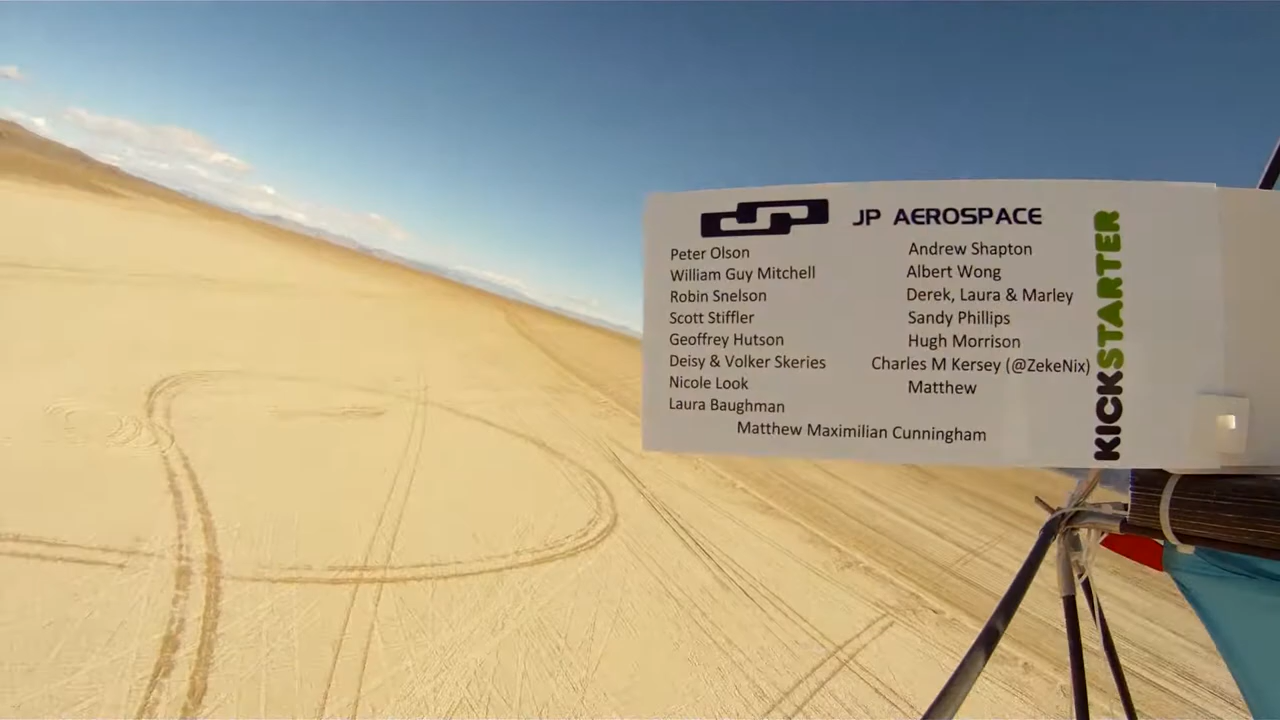 JP AEROSPACE
Peter Olson
William Guy Mitchell
Robin Snelson
Scott Stiffler
Geoffrey Hutson
Deisy & Volker Skeries
Nicole Look
Laura Baughman
Andrew Shapton
Albert Wong
Derek, Laura & Marley
Sandy Phillips
Hugh Morrison
Charles M Kersey (@ZekeNix)
Matthew
Matthew Maximilian Cunningham
KICKSTARTER